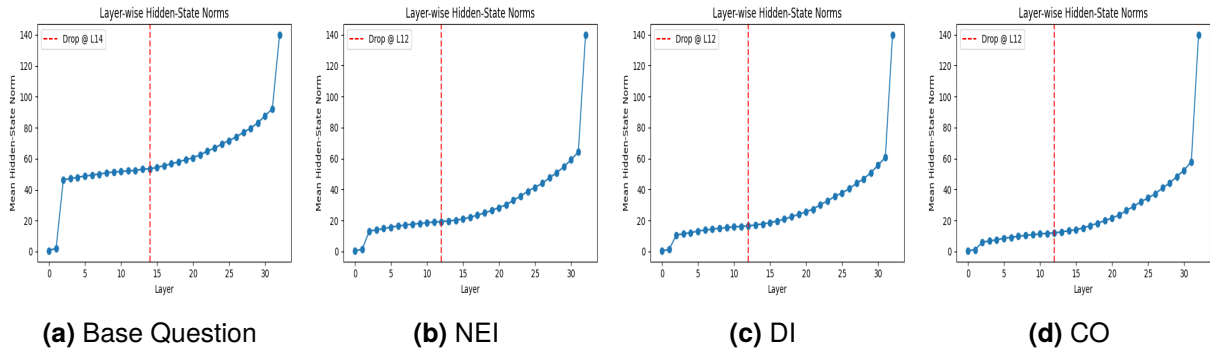 Layer-wise Hidden-State Norms
Drop @ L14
Mean Hidden-State Norm
140
120
100
80
60
40
20
0
0 5 10 15 20 25 30
Layer
(a) Base Question
Layer-wise Hidden-State Norms
Drop @ L12
Mean Hidden-State Norm
140
120
100
80
60
40
20
0
0 5 10 15 20 25 30
Layer
(b) NEI
Layer-wise Hidden-State Norms
Drop @ L12
Mean Hidden-State Norm
140
120
100
80
60
40
20
0
0 5 10 15 20 25 30
Layer
(c) DI
Layer-wise Hidden-State Norms
Drop @ L12
Mean Hidden-State Norm
140
120
100
80
60
40
20
0
0 5 10 15 20 25 30
Layer
(d) CO